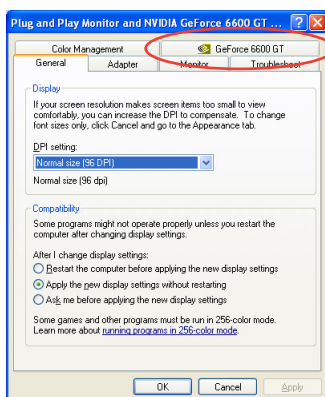 Plug and Play Monitor and NVIDIA GeForce 6600 GT ...
Color Management
GeForce 6600 GT
General
Adapter
Monitor
Troubleshoot
Display
If your screen resolution makes screen items too small to view
comfortably, you can increase the DPI to compensate. To change
font sizes only, click Cancel and go to the Appearance tab.
DPI setting:
Normal size (96 DPI)
Normal size (96 dpi)
Compatibility
Some programs might not operate properly unless you restart the
computer after changing display settings.
After I change display settings:
Restart the computer before applying the new display settings
Apply the new display settings without restarting
Ask me before applying the new display settings
Some games and other programs must be run in 256-color mode.
Learn more about running programs in 256-color mode.
OK
Cancel
Apply